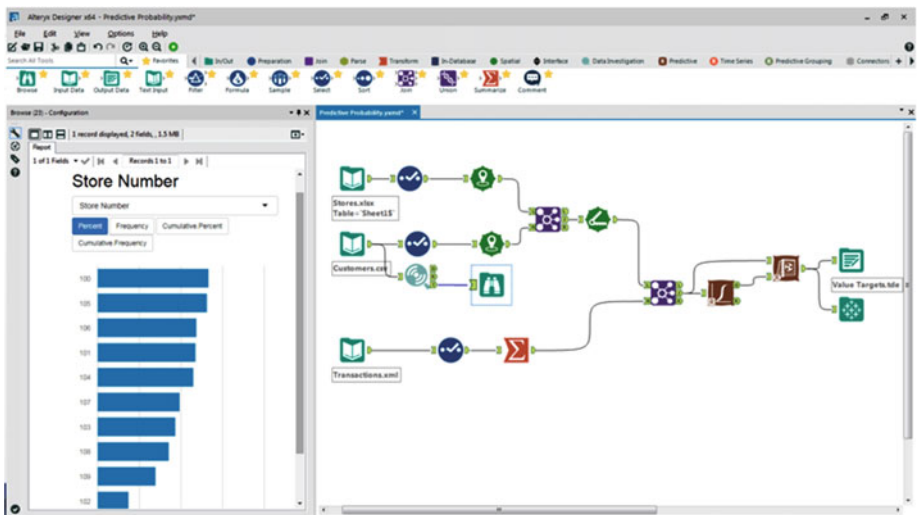 Alteryx Designer x64 - Predictive Probability.yxmd*
File Edit View Options Help
Search All Tools Favorites In/Out Preparation Join Parse Transform In-Database Spatial Interface Data Investigation Predictive Time Series Predictive Grouping Connectors
Browse Input Data Output Data Text Input Filter Formula Sample Select Sort Join Union Summarize Comment
Browse (23) - Configuration
Predictive Probability.yxmd*
1 record displayed, 2 fields, , 1.5 MB
Report
1 of 1 Fields Records 1 to 1
Store Number
Store Number
Percent Frequency Cumulative Percent
Cumulative Frequency
100
105
106
101
104
107
103
108
109
102
Stores.xlsx
Table=`Sheet1$`
Customers.csv
Transactions.xml
Value Targets.tde